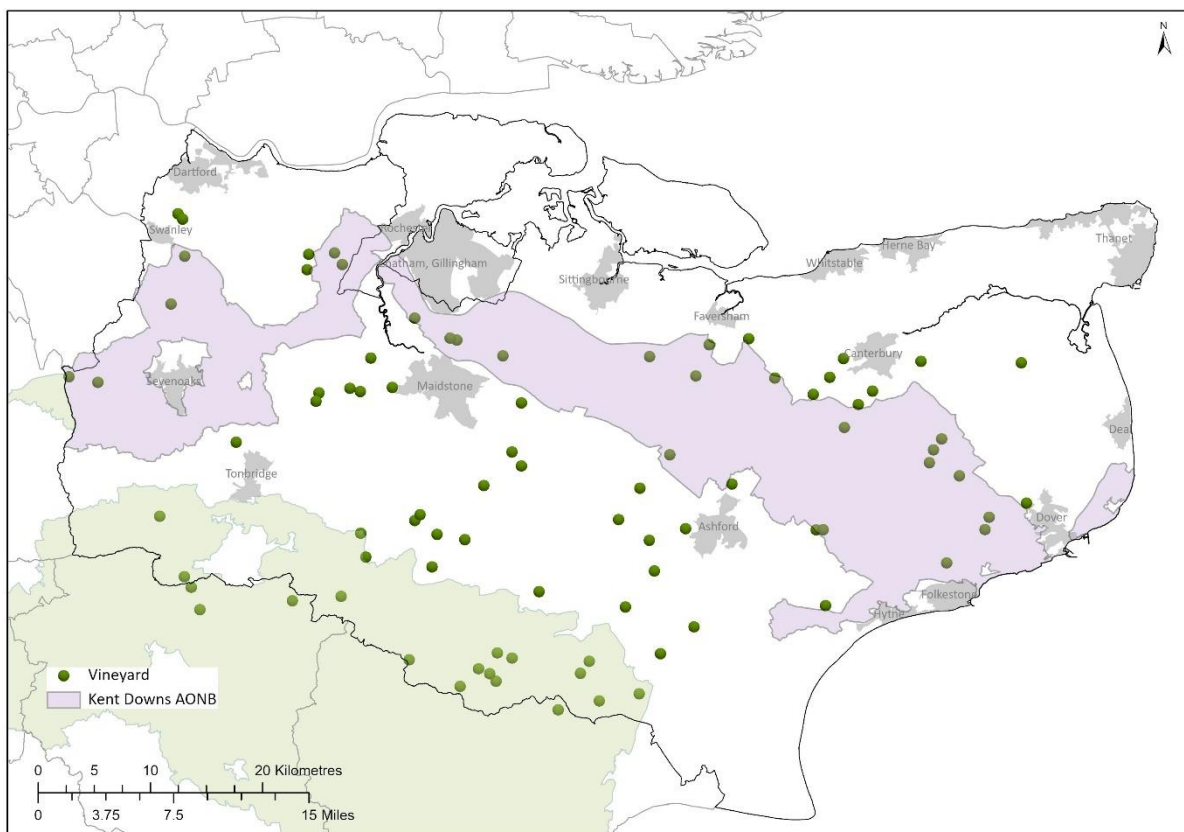 N
Dartford
Swanley
Rochester
Chatham, Gillingham
Sittingbourne
Whitstable
Herne Bay
Thanet
Faversham
Canterbury
Sevenoaks
Maidstone
Deal
Tonbridge
Ashford
Dover
Folkestone
Hythe
Vineyard
Kent Downs AONB
0 5 10 20 Kilometres
0 3.75 7.5 15 Miles